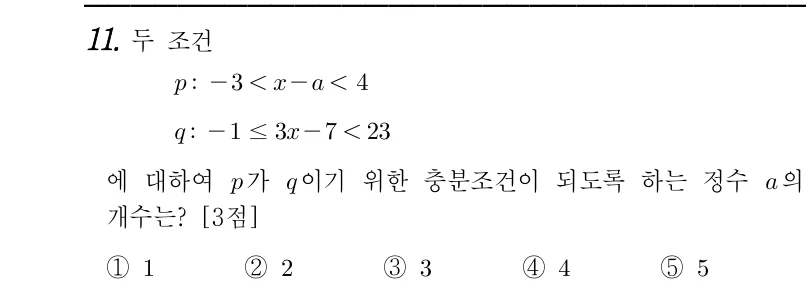 11. 두 조건
p: -3 < x-a < 4
q: -1 ≤ 3x-7 < 23
에 대하여 p가 q이기 위한 충분조건이 되도록 하는 정수 a의
개수는? [3점]
① 1 ② 2 ③ 3 ④ 4 ⑤ 5